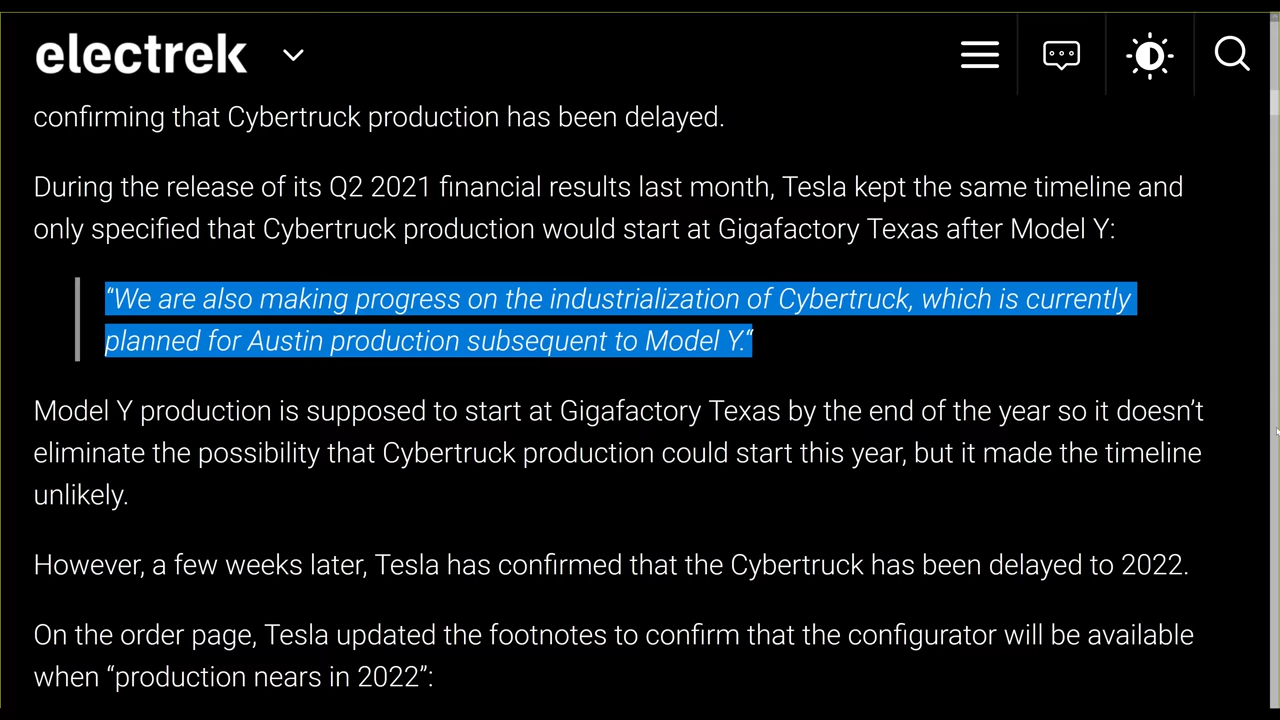 electrek
confirming that Cybertruck production has been delayed.
During the release of its Q2 2021 financial results last month, Tesla kept the same timeline and
only specified that Cybertruck production would start at Gigafactory Texas after Model Y:
“We are also making progress on the industrialization of Cybertruck, which is currently
planned for Austin production subsequent to Model Y.“
Model Y production is supposed to start at Gigafactory Texas by the end of the year so it doesn’t
eliminate the possibility that Cybertruck production could start this year, but it made the timeline
unlikely.
However, a few weeks later, Tesla has confirmed that the Cybertruck has been delayed to 2022.
On the order page, Tesla updated the footnotes to confirm that the configurator will be available
when “production nears in 2022”: